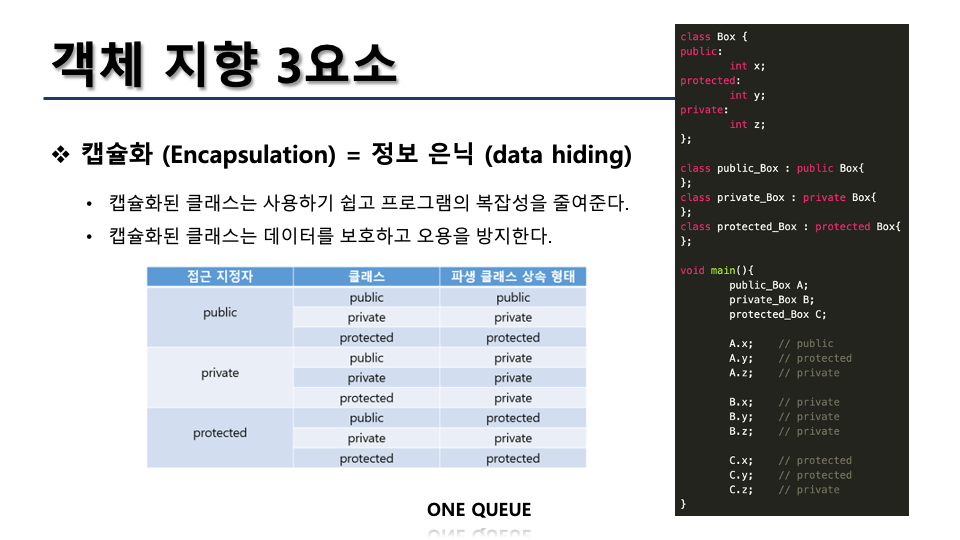 객체 지향 3요소
❖ 캡슐화 (Encapsulation) = 정보 은닉 (data hiding)
• 캡슐화된 클래스는 사용하기 쉽고 프로그램의 복잡성을 줄여준다.
• 캡슐화된 클래스는 데이터를 보호하고 오용을 방지한다.
접근 지정자 클래스 파생 클래스 상속 형태
public public public
private private
protected protected
private public private
private private
protected private
protected public protected
private private
protected protected
ONE QUEUE
class Box {
public:
int x;
protected:
int y;
private:
int z;
};
class public_Box : public Box{
};
class private_Box : private Box{
};
class protected_Box : protected Box{
};
void main(){
public_Box A;
private_Box B;
protected_Box C;
A.x; // public
A.y; // protected
A.z; // private
B.x; // private
B.y; // private
B.z; // private
C.x; // protected
C.y; // protected
C.z; // private
}